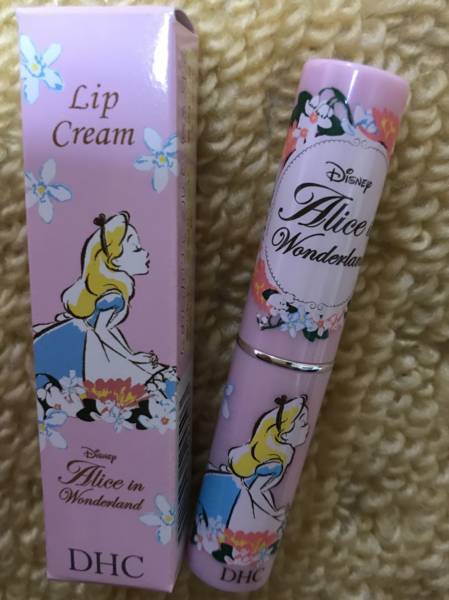 Lip
Cream
Disney
Alice in
Wonderland
DHC
Disney
Alice in
Wonderland
DHC